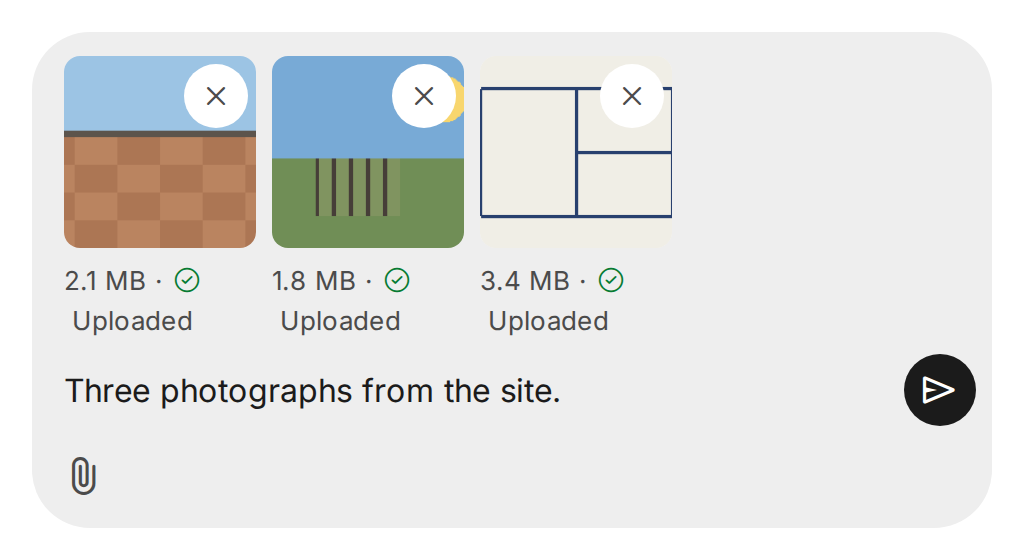 2.1 MB ·
Uploaded
1.8 MB ·
Uploaded
3.4 MB ·
Uploaded
Three photographs from the site.